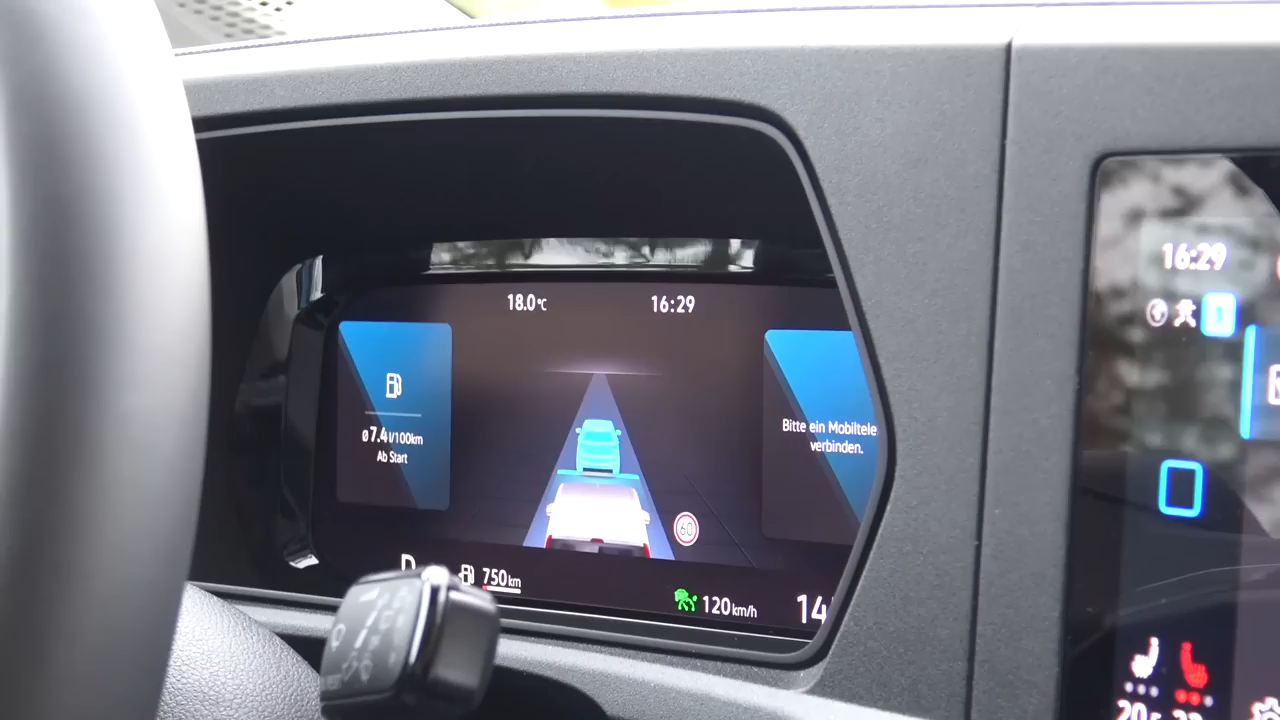 18.0°C
16:29
ø7.4l/100km
Ab Start
Bitte ein Mobiltele
verbinden.
60
750km
120km/h
14
16:29